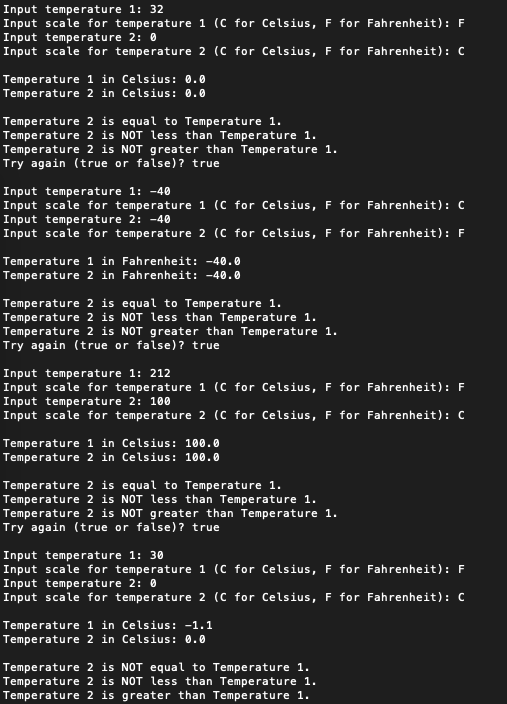 Input temperature 1: 32
Input scale for temperature 1 (C for Celsius, F for Fahrenheit): F
Input temperature 2: 0
Input scale for temperature 2 (C for Celsius, F for Fahrenheit): C
Temperature 1 in Celsius: 0.0
Temperature 2 in Celsius: 0.0
Temperature 2 is equal to Temperature 1.
Temperature 2 is NOT less than Temperature 1.
Temperature 2 is NOT greater than Temperature 1.
Try again (true or false)? true
Input temperature 1: -40
Input scale for temperature 1 (C for Celsius, F for Fahrenheit): C
Input temperature 2: -40
Input scale for temperature 2 (C for Celsius, F for Fahrenheit): F
Temperature 1 in Fahrenheit: -40.0
Temperature 2 in Fahrenheit: -40.0
Temperature 2 is equal to Temperature 1.
Temperature 2 is NOT less than Temperature 1.
Temperature 2 is NOT greater than Temperature 1.
Try again (true or false)? true
Input temperature 1: 212
Input scale for temperature 1 (C for Celsius, F for Fahrenheit): F
Input temperature 2: 100
Input scale for temperature 2 (C for Celsius, F for Fahrenheit): C
Temperature 1 in Celsius: 100.0
Temperature 2 in Celsius: 100.0
Temperature 2 is equal to Temperature 1.
Temperature 2 is NOT less than Temperature 1.
Temperature 2 is NOT greater than Temperature 1.
Try again (true or false)? true
Input temperature 1: 30
Input scale for temperature 1 (C for Celsius, F for Fahrenheit): F
Input temperature 2: 0
Input scale for temperature 2 (C for Celsius, F for Fahrenheit): C
Temperature 1 in Celsius: -1.1
Temperature 2 in Celsius: 0.0
Temperature 2 is NOT equal to Temperature 1.
Temperature 2 is NOT less than Temperature 1.
Temperature 2 is greater than Temperature 1.